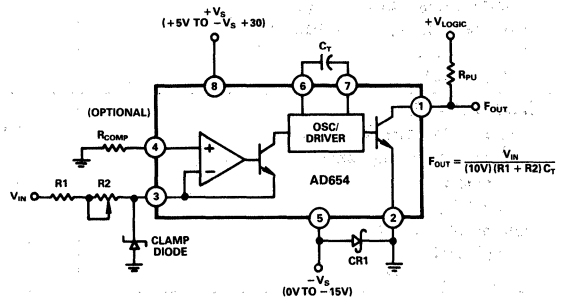 +VS
(+5V TO −VS +30)
+VLOGIC
CT
RPU
8
6
7
1
FOUT
(OPTIONAL)
RCOMP
4
+
OSC/
DRIVER
FOUT = VIN
(10V) (R1 + R2) CT
−
AD654
VIN
R1
R2
3
5
2
CLAMP
DIODE
CR1
−VS
(0V TO −15V)